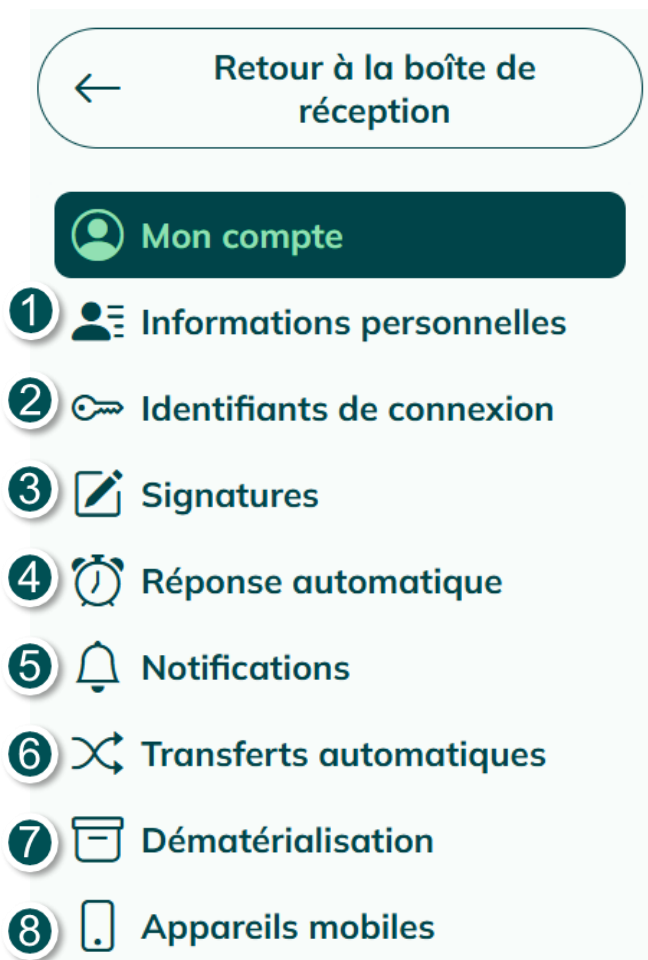 Retour à la boîte de
réception
Mon compte
1 Informations personnelles
2 Identifiants de connexion
3 Signatures
4 Réponse automatique
5 Notifications
6 Transferts automatiques
7 Dématérialisation
8 Appareils mobiles